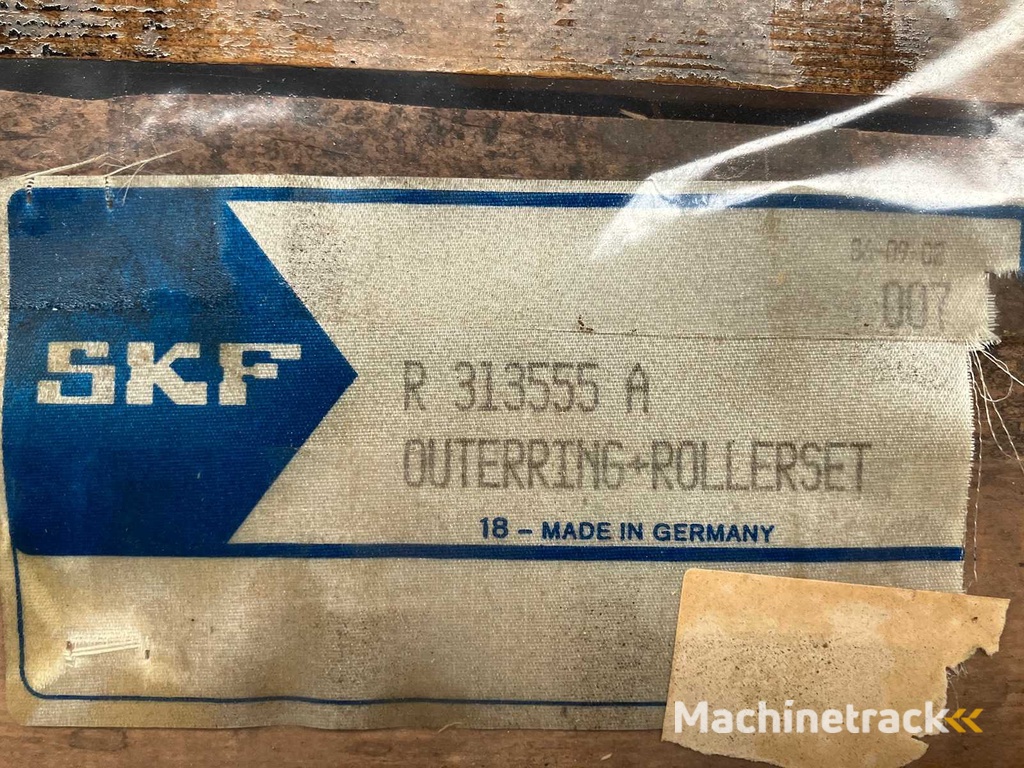 SKF
007
R 313555 A
OUTERRING+ROLLERSET
18 – MADE IN GERMANY
Machinetrack